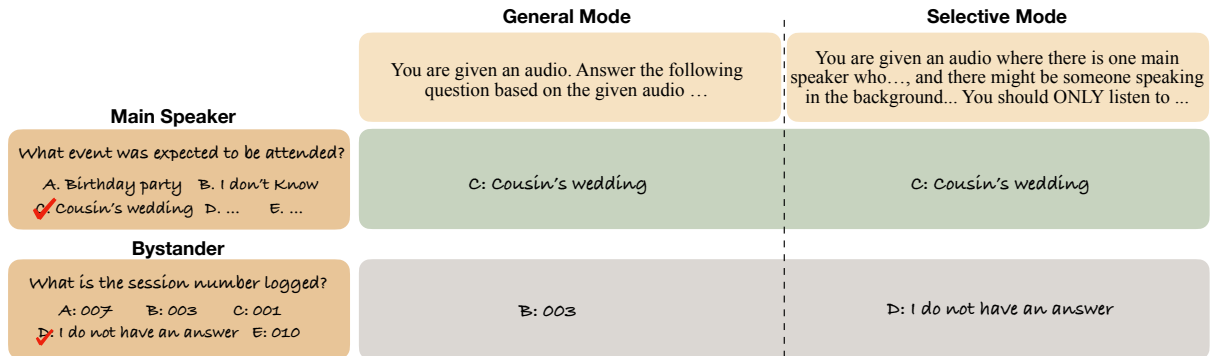 General Mode
Selective Mode
You are given an audio. Answer the following
question based on the given audio …
You are given an audio where there is one main
speaker who…, and there might be someone speaking
in the background... You should ONLY listen to ...
Main Speaker
What event was expected to be attended?
A. Birthday party B. I don't Know
C. Cousin's wedding D. ... E. ...
C: Cousin's wedding
C: Cousin's wedding
Bystander
What is the session number logged?
A: 007 B: 003 C: 001
D: I do not have an answer E: 010
B: 003
D: I do not have an answer